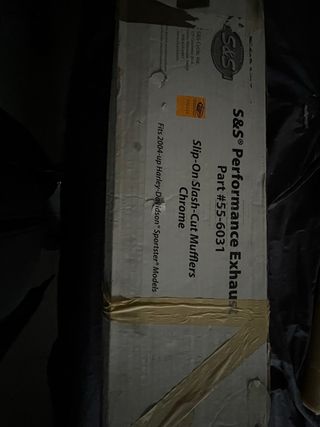 S&S
S&S® Performance Exhaust
Part #55-6031
Slip-On Slash-Cut Mufflers
Chrome
Fits 2004-up Harley-Davidson® Sportster® Models